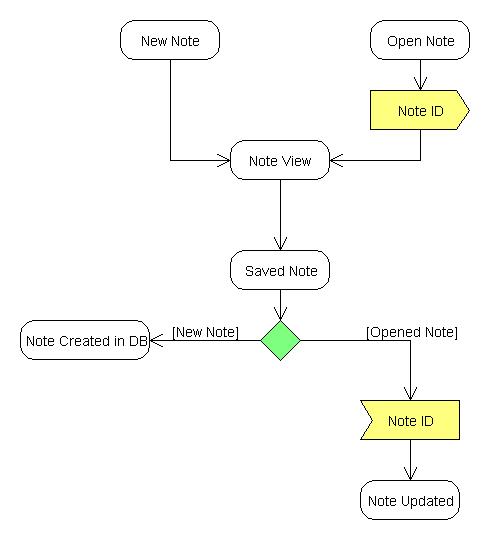 New Note
Open Note
Note ID
Note View
Saved Note
[New Note]
[Opened Note]
Note Created in DB
Note ID
Note Updated